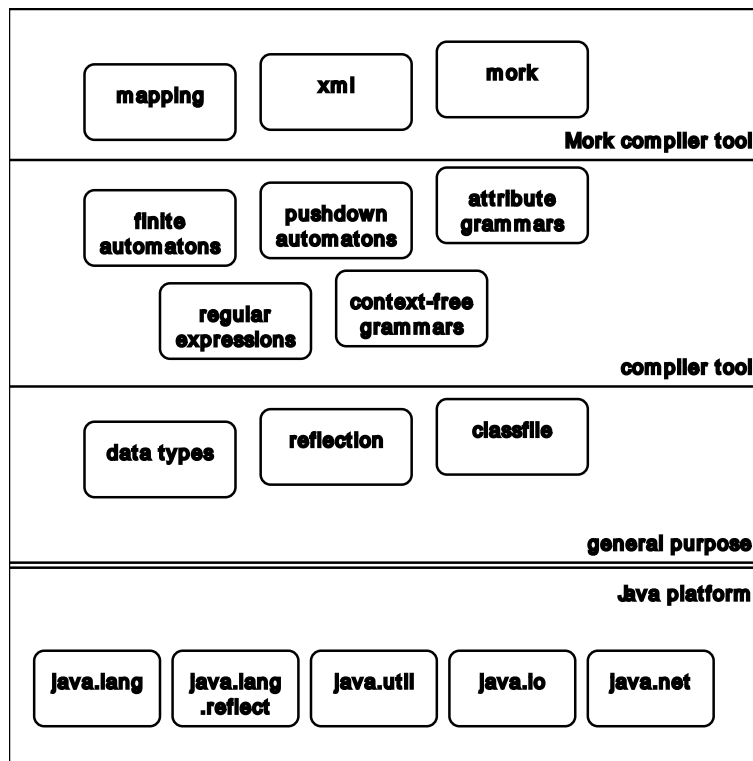 mapping
xml
mork
Mork compiler tool
finite
automatons
pushdown
automatons
attribute
grammars
regular
expressions
context-free
grammars
compiler tool
data types
reflection
classfile
general purpose
Java platform
java.lang
java.lang
.reflect
java.util
java.io
java.net